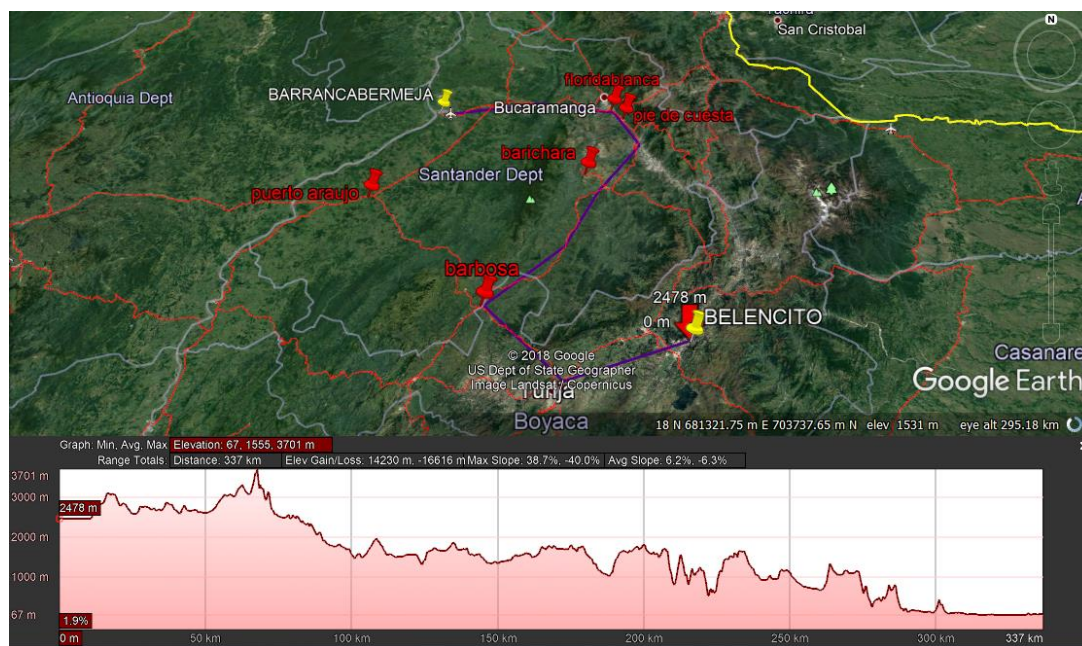 Tachira
San Cristobal
N
floridablanca
BARRANCABERMEJA
Antioquia Dept
Bucaramanga
pie de cuesta
barichara
Santander Dept
puerto araujo
barbosa
2478 m
0 m
BELENCITO
© 2018 Google
US Dept of State Geographer
Image Landsat / Copernicus
Casanare
Tunja
Google Earth
Boyaca
18 N 681321.75 m E 703737.65 m N elev 1531 m eye alt 295.18 km
Graph: Min, Avg, Max Elevation: 67, 1555, 3701 m
Range Totals: Distance: 337 km Elev Gain/Loss: 14230 m, -16616 m Max Slope: 38.7%, -40.0% Avg Slope: 6.2%, -6.3%
3701 m
3000 m
2478 m
2000 m
1000 m
67 m
1.9%
0 m 50 km 100 km 150 km 200 km 250 km 300 km 337 km